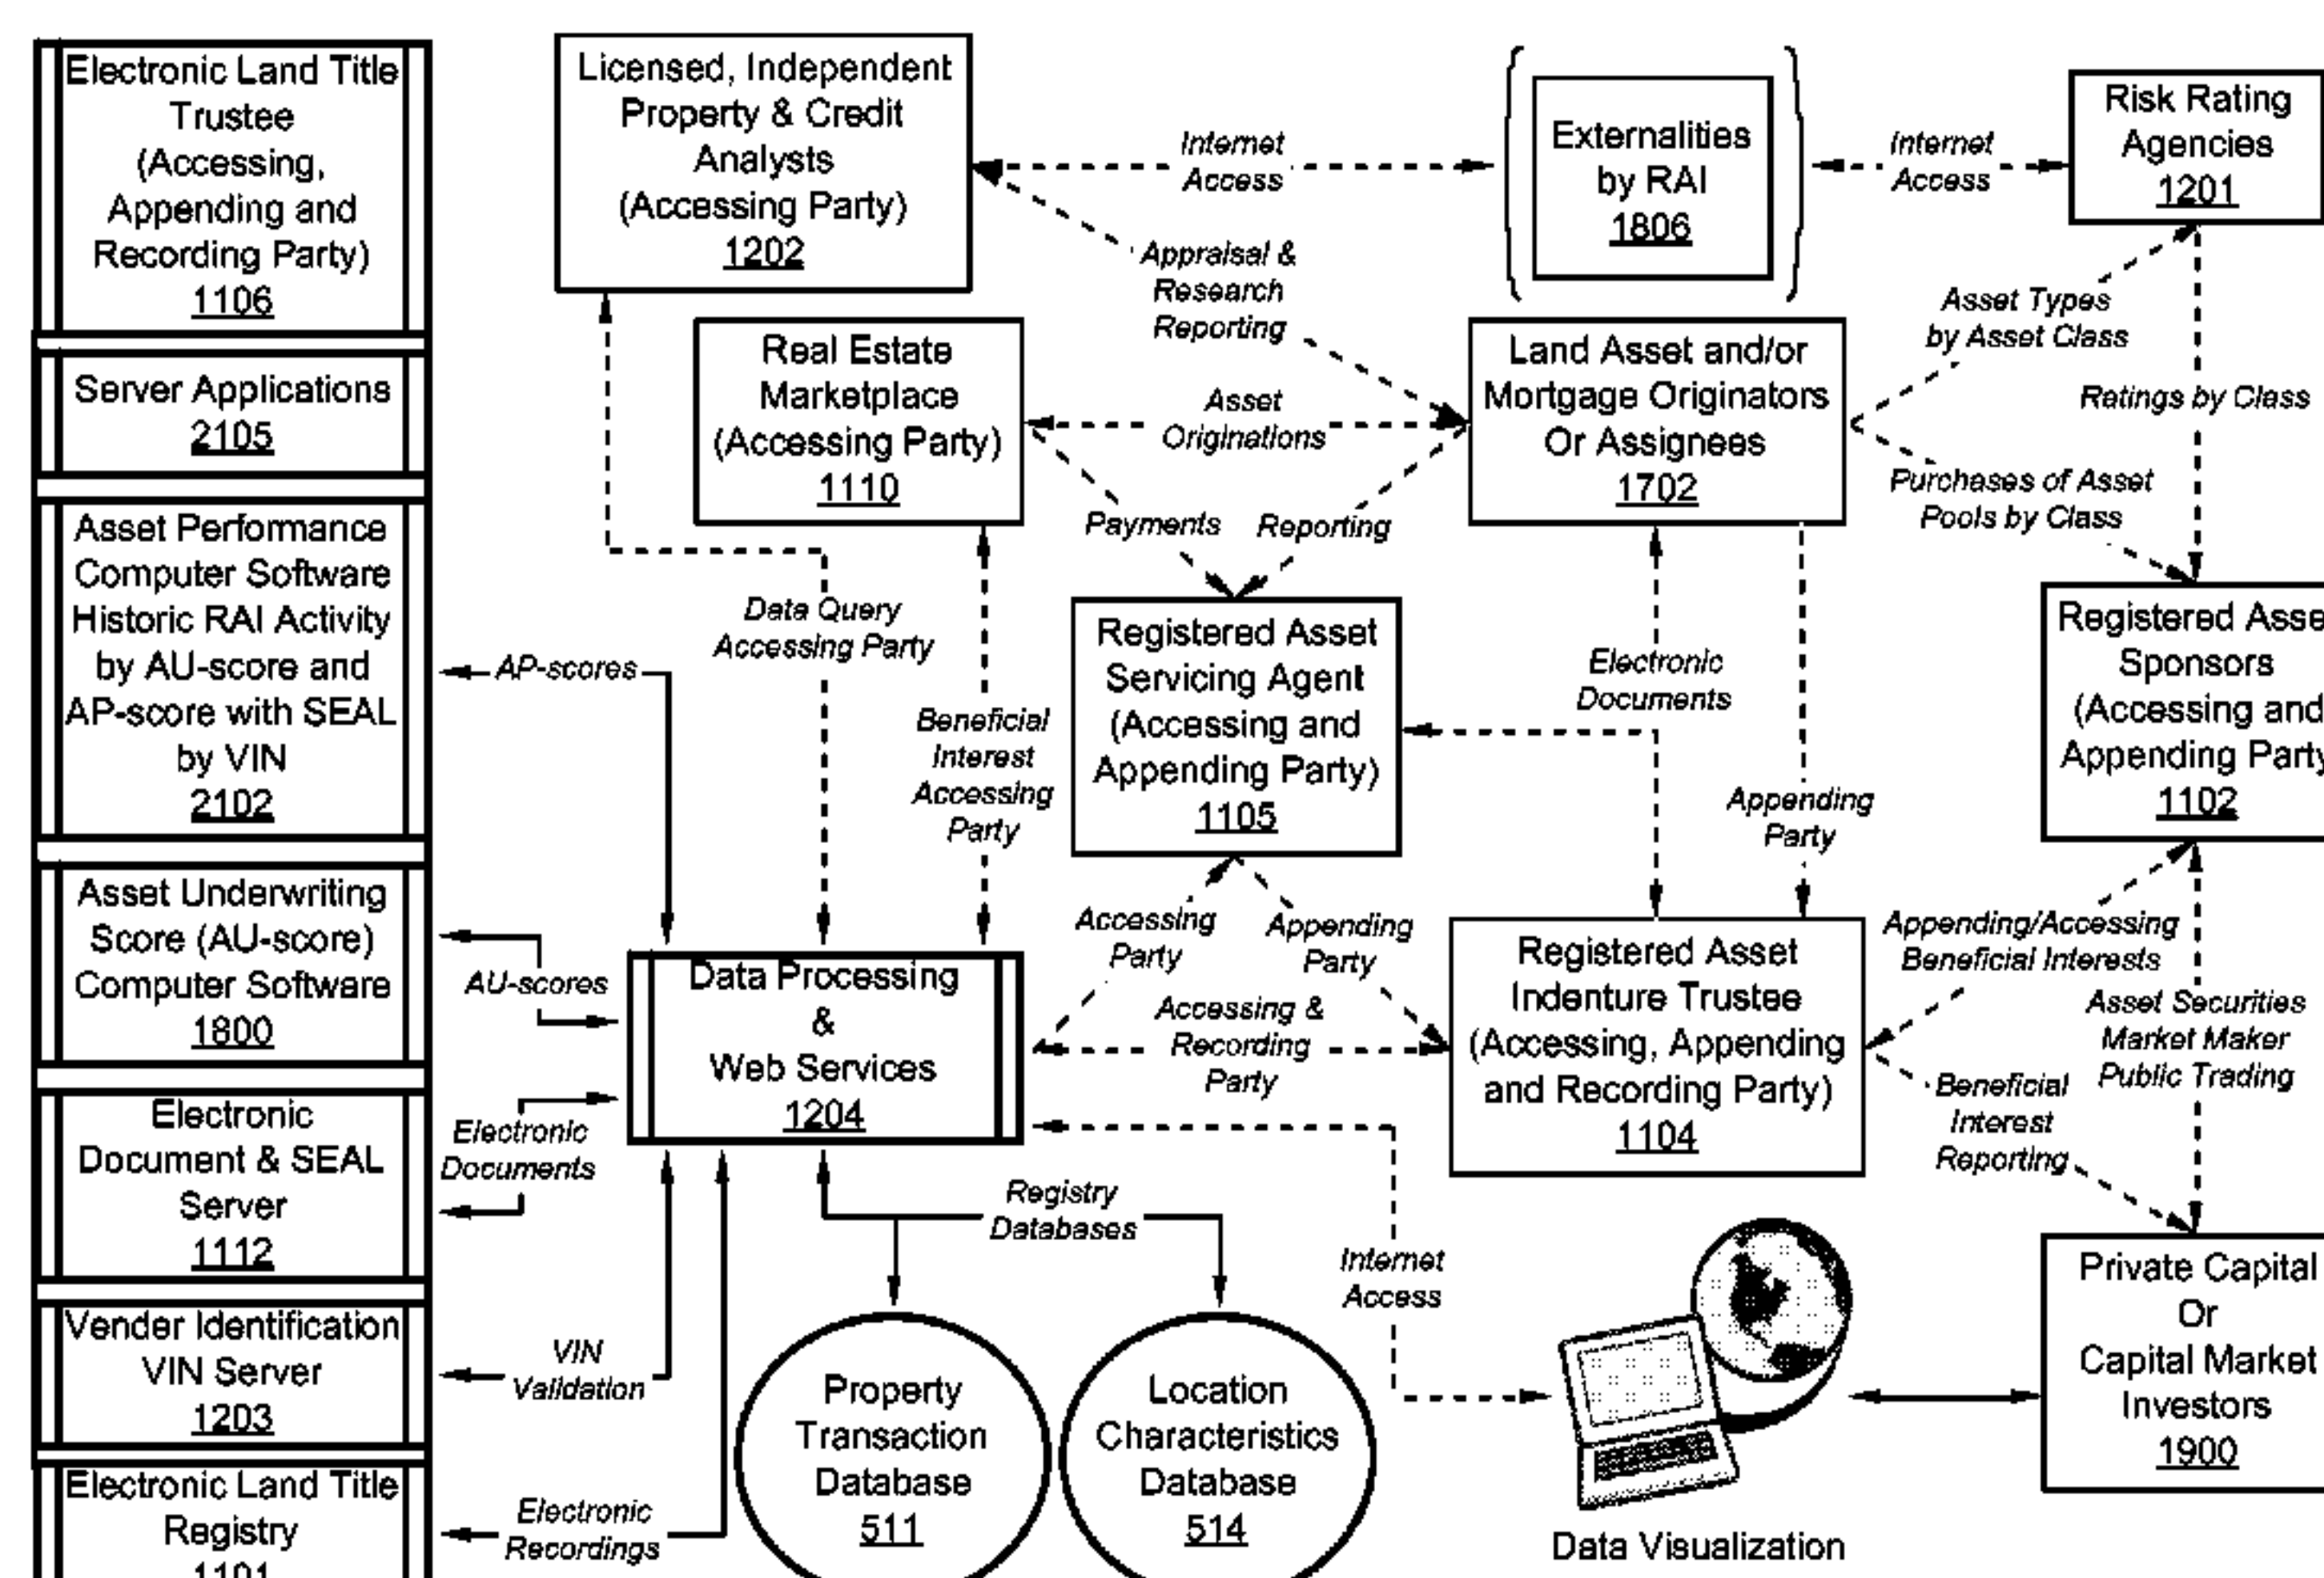 Electronic Land Title
Trustee
(Accessing,
Appending and
Recording Party)
1106
Server Applications
2105
Asset Performance
Computer Software
Historic RAI Activity
by AU-score and
AP-score with SEAL
by VIN
2102
Asset Underwriting
Score (AU-score)
Computer Software
1800
Electronic
Document & SEAL
Server
1112
Vender Identification
VIN Server
1203
Electronic Land Title
Registry
1101
AP-scores
AU-scores
Electronic
Documents
VIN
Validation
Electronic
Recordings
Licensed, Independent
Property & Credit
Analysts
(Accessing Party)
1202
Real Estate
Marketplace
(Accessing Party)
1110
Data Query
Accessing Party
Beneficial
Interest
Accessing
Party
Data Processing
&
Web Services
1204
Registry
Databases
Property
Transaction
Database
511
Location
Characteristics
Database
514
Internet
Access
Appraisal &
Research
Reporting
Asset
Originations
Payments
Reporting
Registered Asset
Servicing Agent
(Accessing and
Appending Party)
1105
Accessing
Party
Appending
Party
Accessing &
Recording
Party
Internet
Access
Externalities
by RAI
1806
Land Asset and/or
Mortgage Originators
Or Assignees
1702
Electronic
Documents
Appending
Party
Registered Asset
Indenture Trustee
(Accessing, Appending
and Recording Party)
1104
Data Visualization
Internet
Access
Risk Rating
Agencies
1201
Asset Types
by Asset Class
Ratings by Class
Purchases of Asset
Pools by Class
Registered Asse
Sponsors
(Accessing and
Appending Party
1102
Appending/Accessing
Beneficial Interests
Asset Securities
Market Maker
Public Trading
Beneficial
Interest
Reporting
Private Capital
Or
Capital Market
Investors
1900